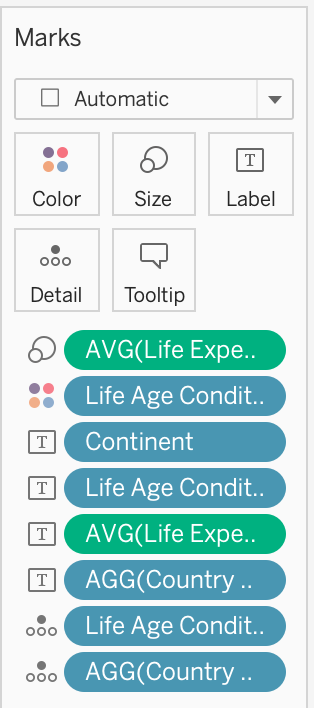 Marks
Automatic
Color Size Label
Detail Tooltip
AVG(Life Expe..
Life Age Condit..
T Continent
T Life Age Condit..
T AVG(Life Expe..
T AGG(Country ..
Life Age Condit..
AGG(Country ..